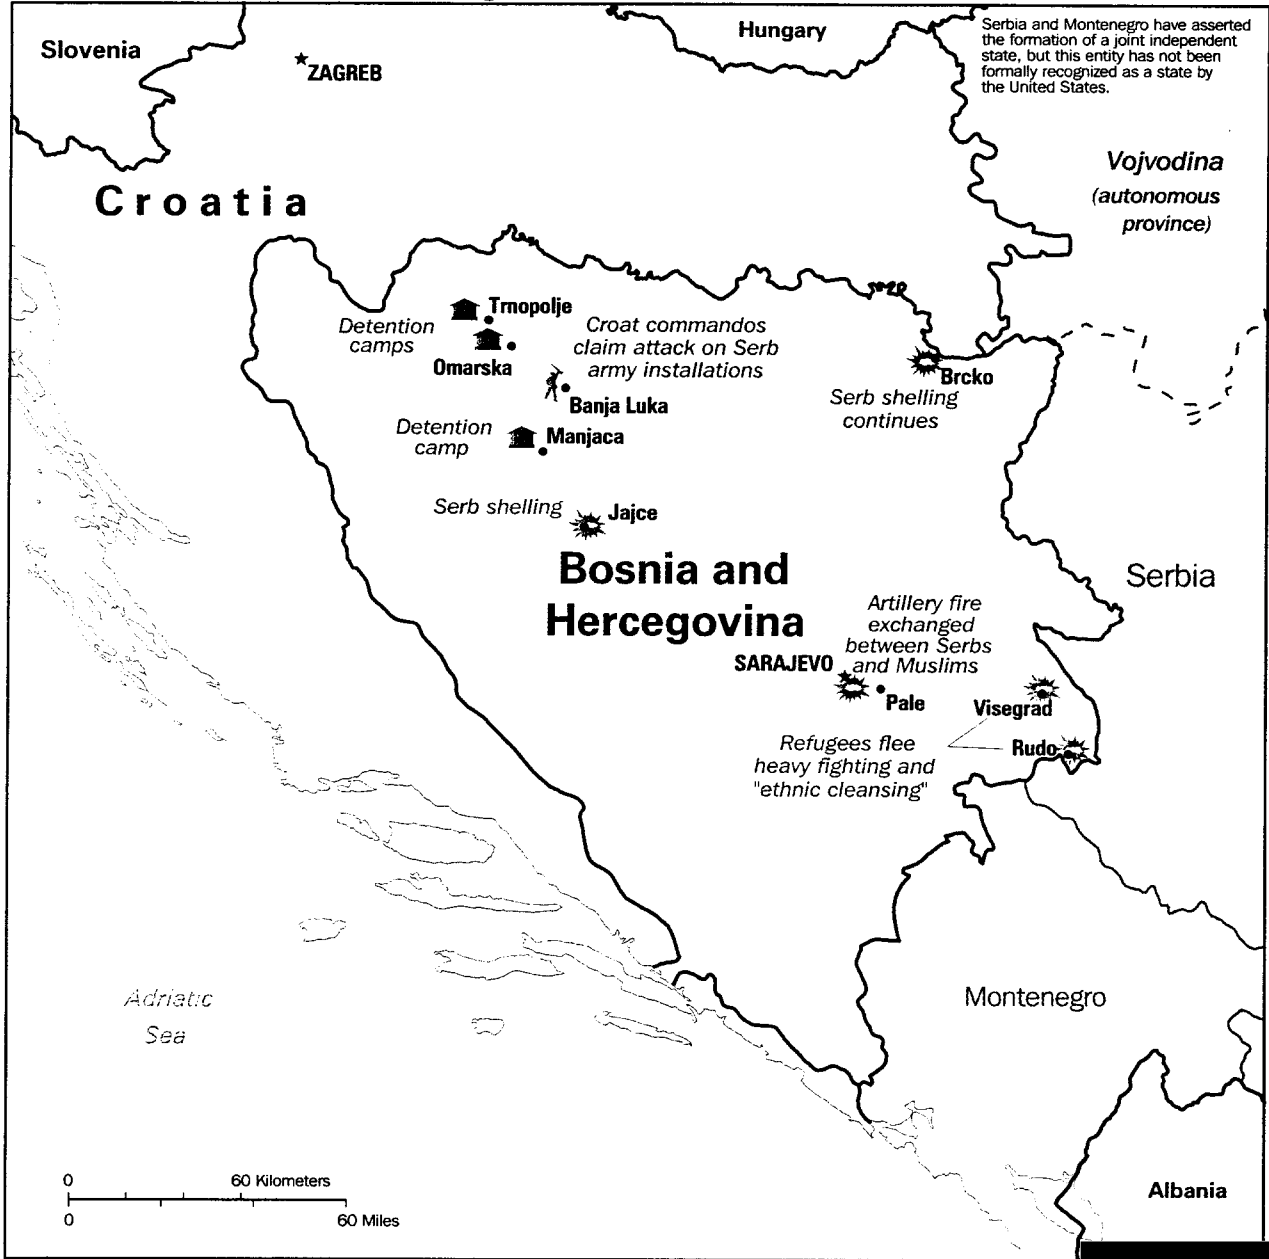 Slovenia
ZAGREB
Hungary
Serbia and Montenegro have asserted
the formation of a joint independent
state, but this entity has not been
formally recognized as a state by
the United States.
Vojvodina
(autonomous
province)
Croatia
Trnopolje
Detention
camps
Omarska
Croat commandos
claim attack on Serb
army installations
Banja Luka
Brcko
Serb shelling
continues
Detention
camp
Manjaca
Serb shelling
Jajce
Bosnia and
Hercegovina
Serbia
Artillery fire
exchanged
between Serbs
and Muslims
SARAJEVO
Pale
Visegrad
Rudo
Refugees flee
heavy fighting and
"ethnic cleansing"
Adriatic
Sea
Montenegro
Albania
0 60 Kilometers
0 60 Miles